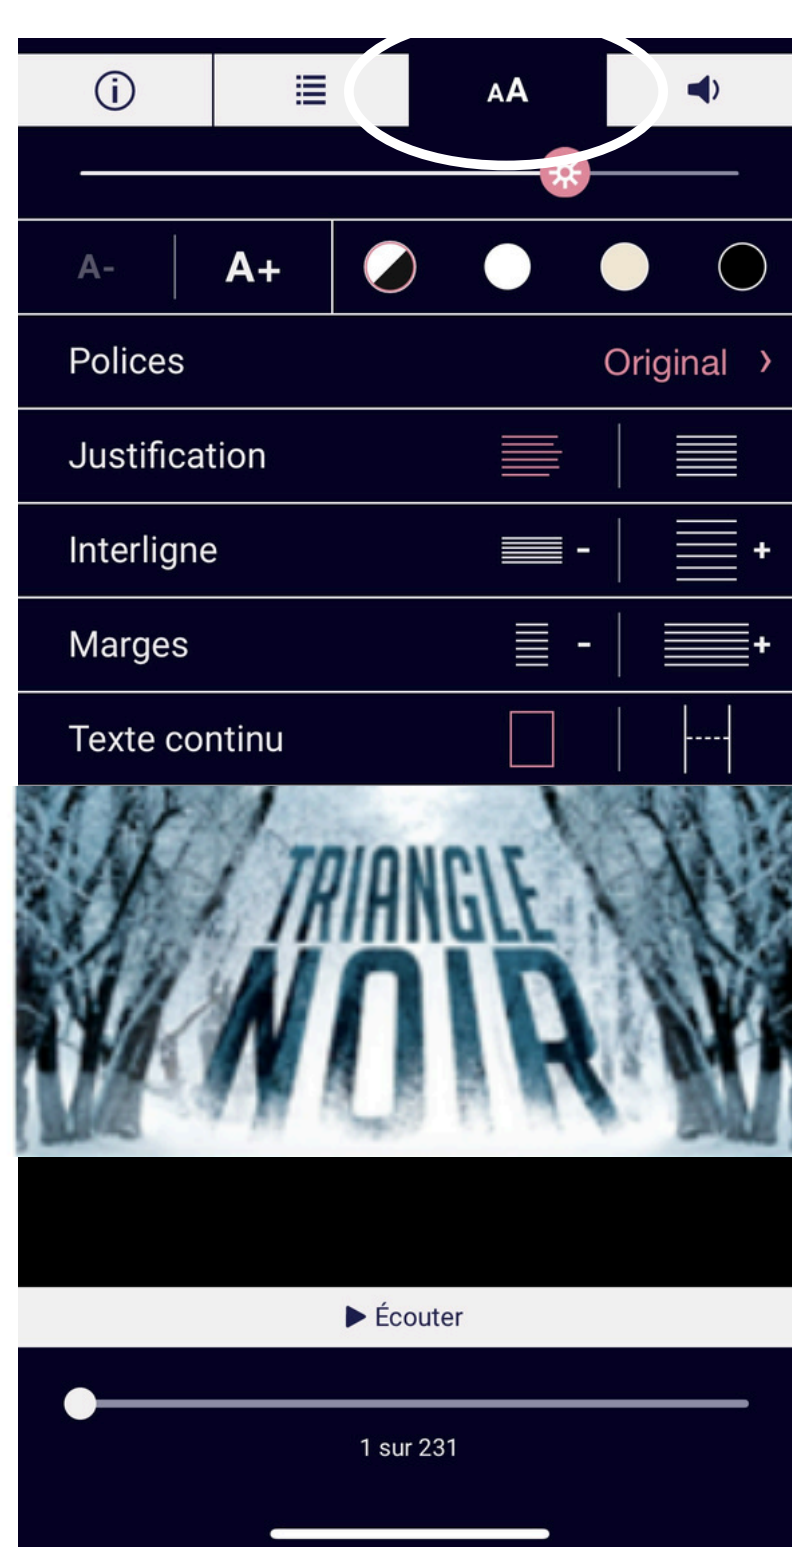 AA
A-
A+
Polices
Original
Justification
Interligne
-
+
Marges
-
+
Texte continu
TRIANGLE
NOIR
Écouter
1 sur 231